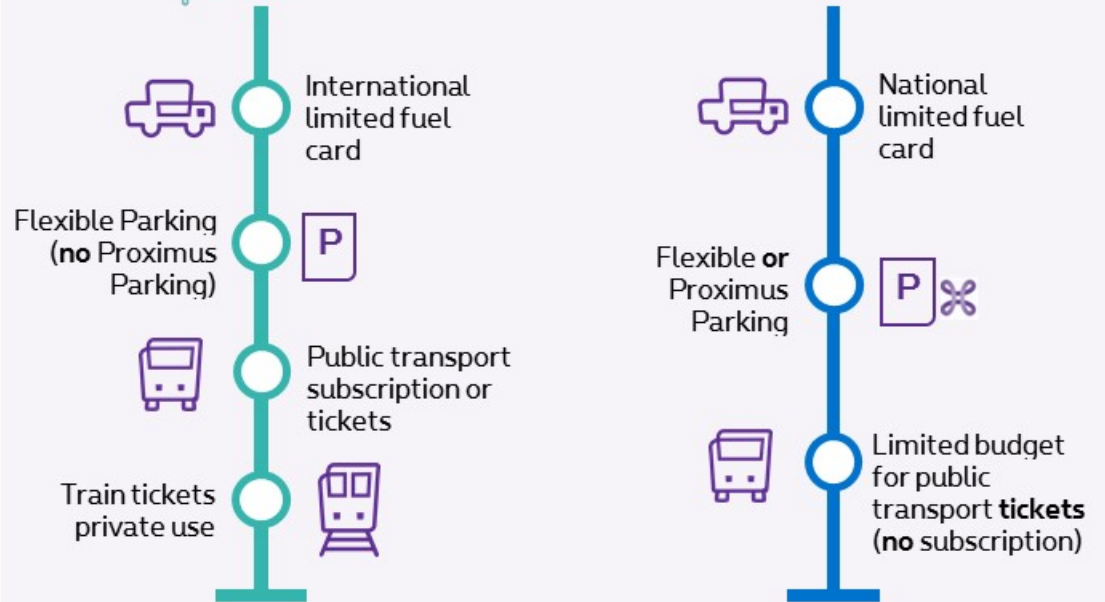 International
limited fuel
card
Flexible Parking
(no Proximus
Parking)
P
Public transport
subscription or
tickets
Train tickets
private use
National
limited fuel
card
Flexible or
Proximus
Parking
P
Limited budget
for public
transport tickets
(no subscription)